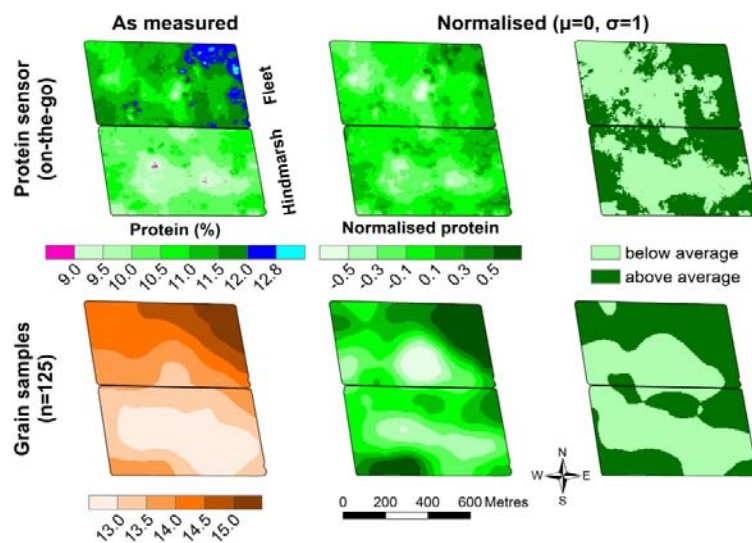 As measured
Normalised (μ=0, σ=1)
Protein sensor
(on-the-go)
Fleet
Hindmarsh
Protein (%)
9.0 9.5 10.0 10.5 11.0 11.5 12.0 12.8
Normalised protein
-0.5 -0.3 -0.1 0.1 0.3 0.5
below average
above average
Grain samples
(n=125)
13.0 13.5 14.0 14.5 15.0
N
W E
S
0 200 400 600 Metres